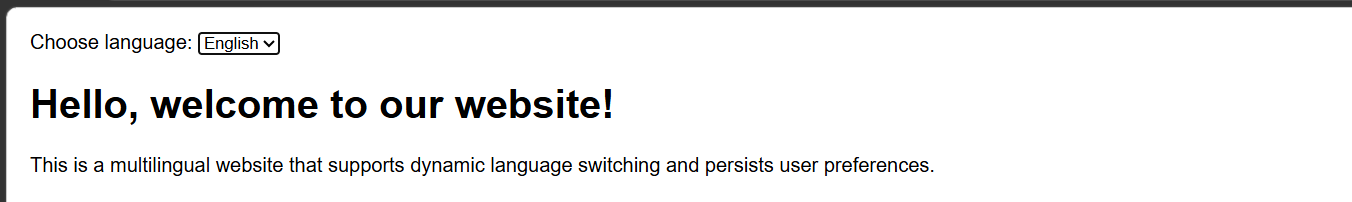 Choose language: English
Hello, welcome to our website!
This is a multilingual website that supports dynamic language switching and persists user preferences.